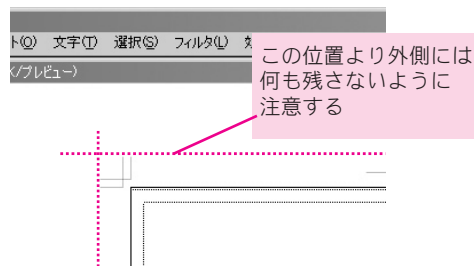 ト(O) 文字(T) 選択(S) フィルタ(L)
K/プレビュー)
この位置より外側には
何も残さないように
注意する